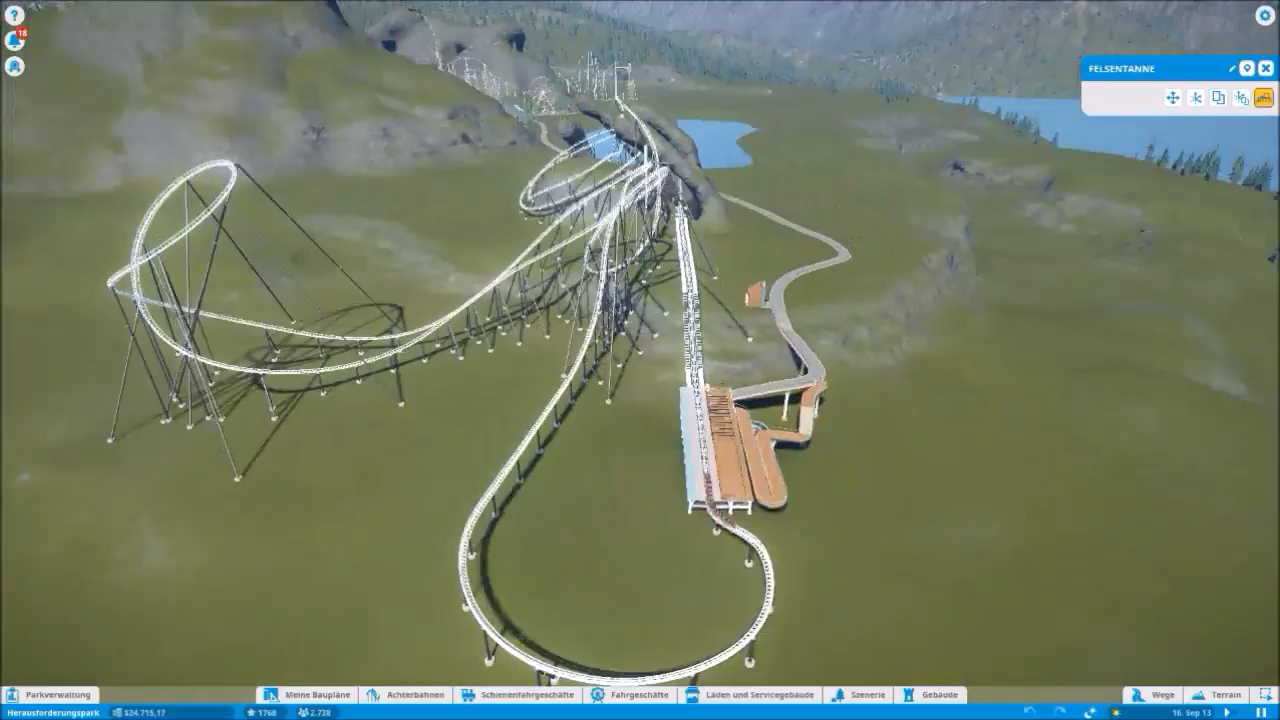 ?
18
FELSENTANNE
Parkverwaltung
Meine Baupläne
Achterbahnen
Schienenfahrgeschäfte
Fahrgeschäfte
Läden und Servicegebäude
Szenerie
Gebäude
Wege
Terrain
Herausforderungspark
$24.715,17
1768
2.728
16. Sep 13